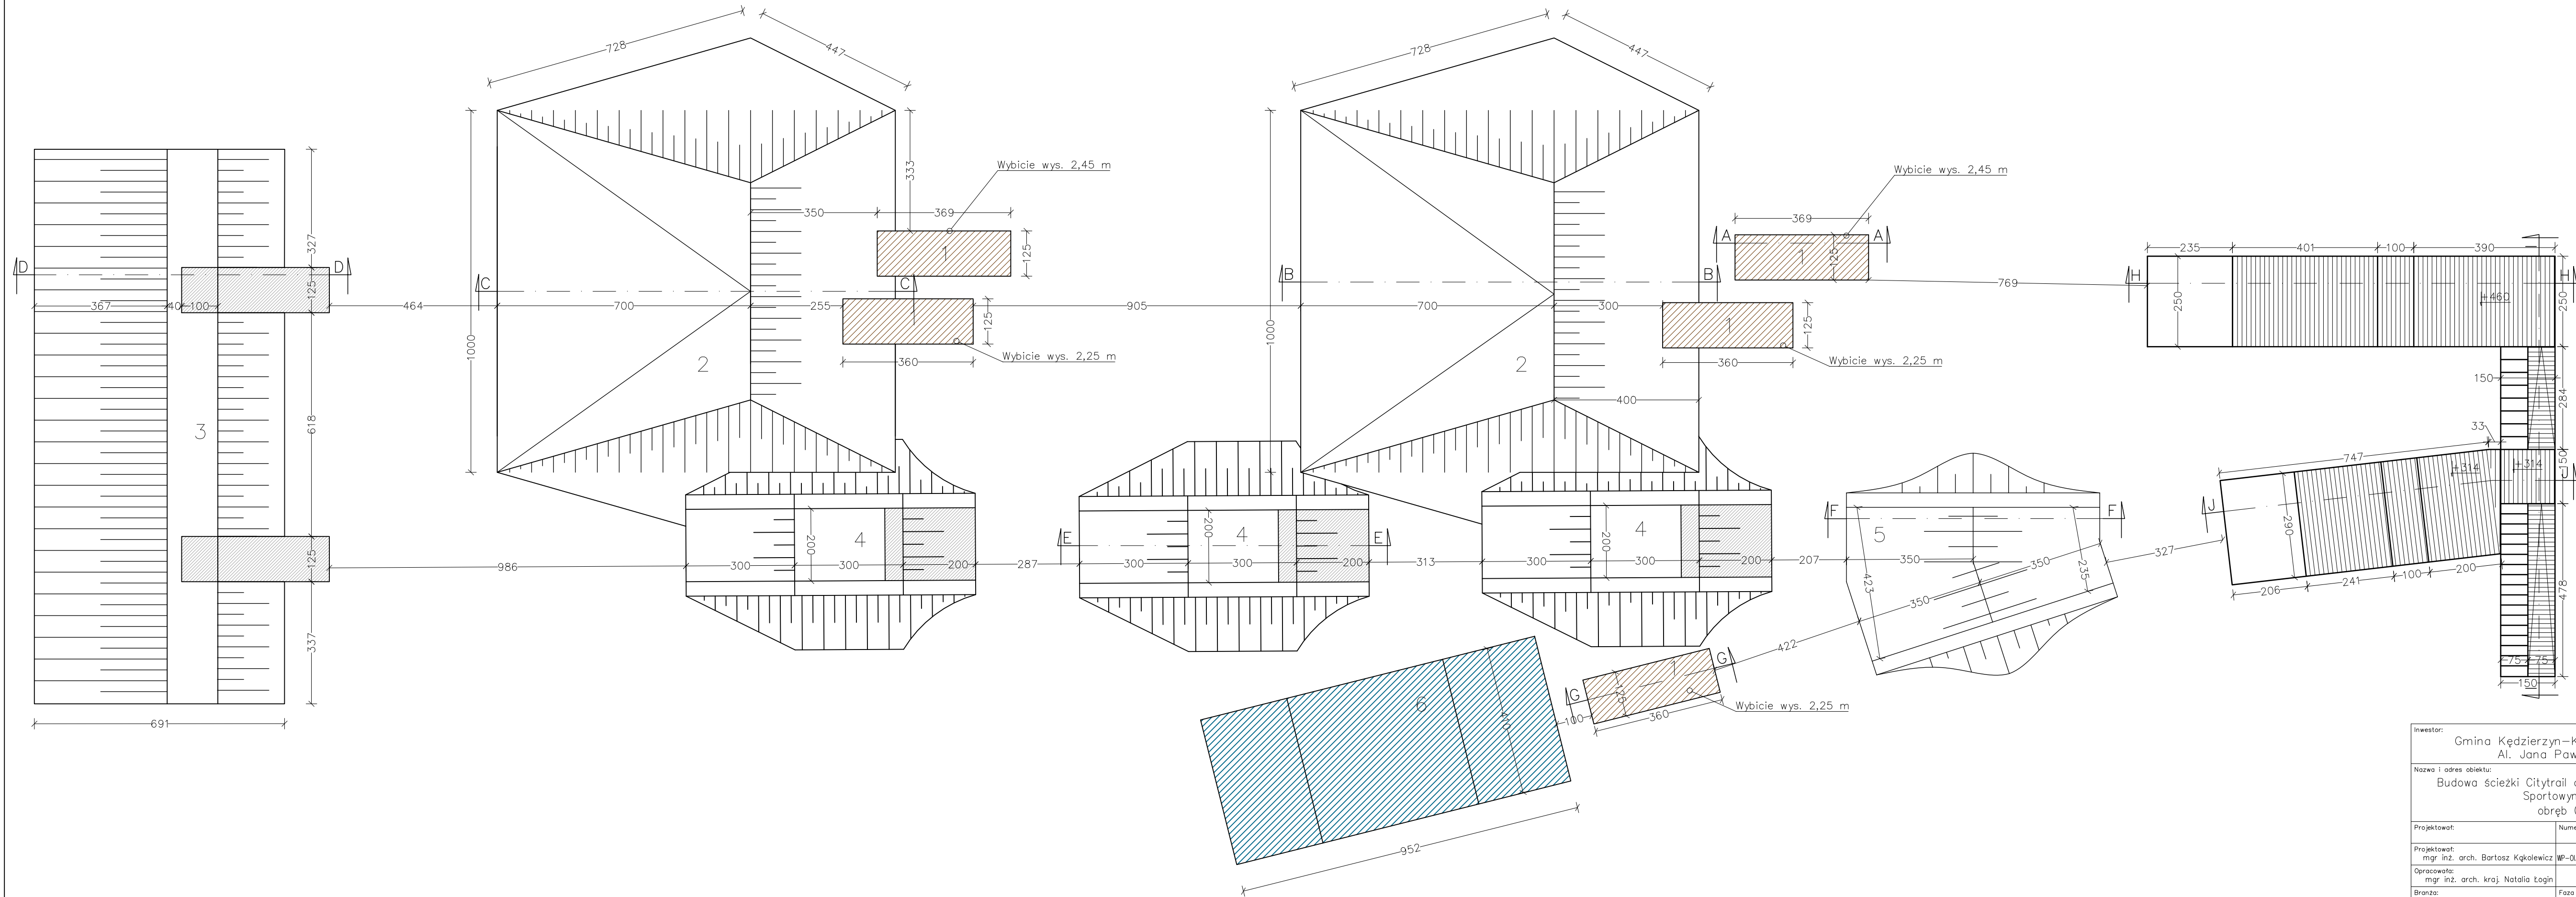 728
447
728
447
333
Wybicie wys. 2,45 m
Wybicie wys. 2,45 m
327
350
369
1
125
369
A
A
1
125
235
401
100
390
D
D
C
C
B
B
769
H
H
250
+460
250
367
40
100
125
464
700
255
125
905
700
300
1
125
1000
1000
360
Wybicie wys. 2,25 m
360
Wybicie wys. 2,25 m
2
2
400
150
284
3
618
33
747
+314
+314
150
J
J
E
E
F
F
200
4
200
4
200
4
5
290
125
986
300
300
200
287
300
300
200
313
300
300
200
207
350
350
235
327
423
350
206
241
100
200
478
337
422
75
75
150
G
G
1
125
360
Wybicie wys. 2,25 m
100
6
410
691
952
Inwestor:
Gmina Kędzierzyn-K
Al. Jana Paw
Nazwa i adres obiektu:
Budowa ścieżki Citytrail
Sportowyr
obręb
Projektował:
Nume
Projektował:
mgr inż. arch. Bartosz Kąkolewicz
WP-OL
Opracowała:
mgr inż. arch. kraj. Natalia Łogin
Branża:
Faza